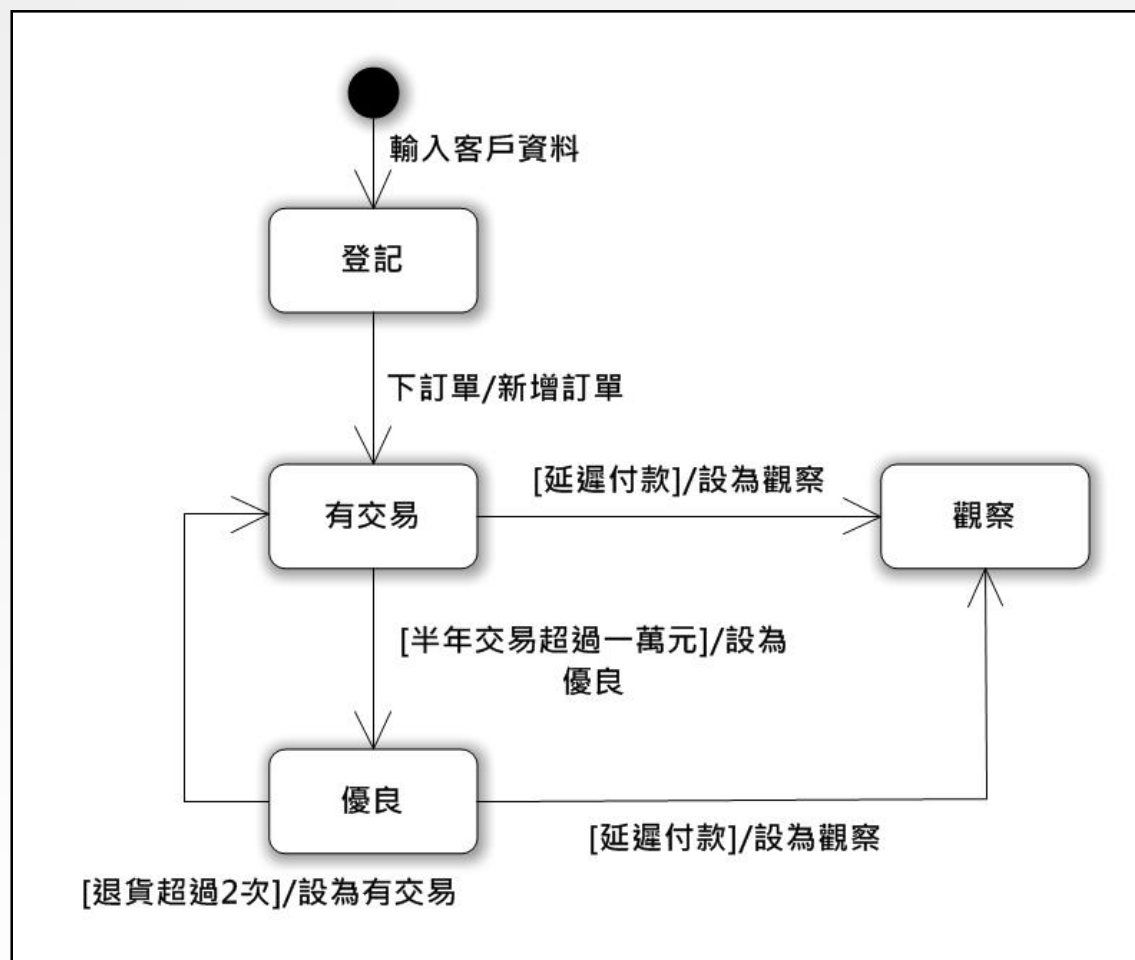 輸入客戶資料
登記
下訂單/新增訂單
[延遲付款]/設為觀察
有交易
觀察
[半年交易超過一萬元]/設為
優良
優良
[延遲付款]/設為觀察
[退貨超過2次]/設為有交易